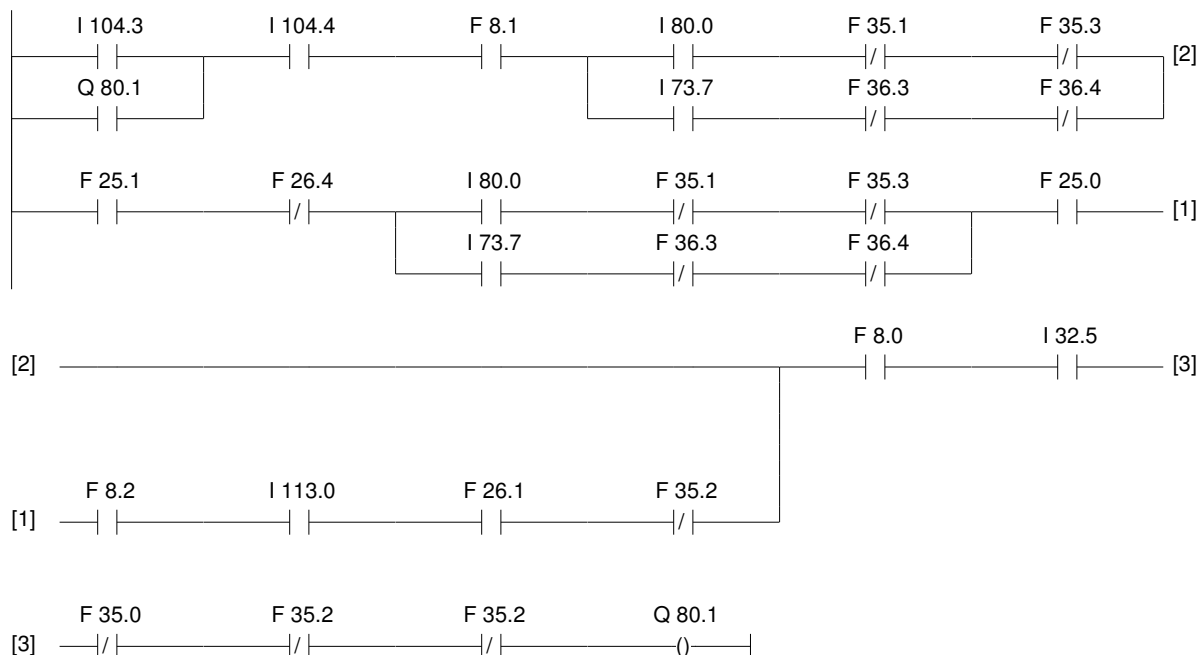 I 104.3 I 104.4 F 8.1 I 80.0 F 35.1 F 35.3
[2]
Q 80.1 I 73.7 F 36.3 F 36.4
F 25.1 F 26.4 I 80.0 F 35.1 F 35.3 F 25.0
[1]
I 73.7 F 36.3 F 36.4
F 8.0 I 32.5
[2] [3]
F 8.2 I 113.0 F 26.1 F 35.2
[1]
F 35.0 F 35.2 F 35.2 Q 80.1
[3]